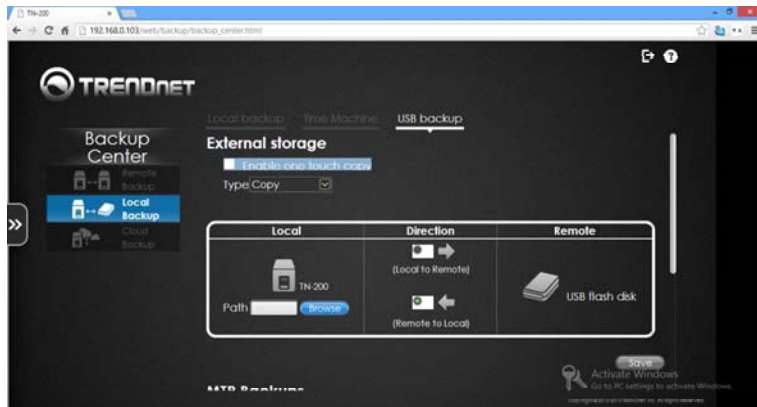 TN-200
192.168.0.103/web/backup/backup_center.html
TRENDNET
Local backup Time Machine USB backup
Backup
Center
Remote
Backup
Local
Backup
Cloud
Backup
External storage
Enable one touch copy
Type Copy
Local Direction Remote
TN-200
Path Browse
(Local to Remote)
(Remote to Local)
USB flash disk
Save
MTP Backups
Activate Windows
Go to PC settings to activate Windows.